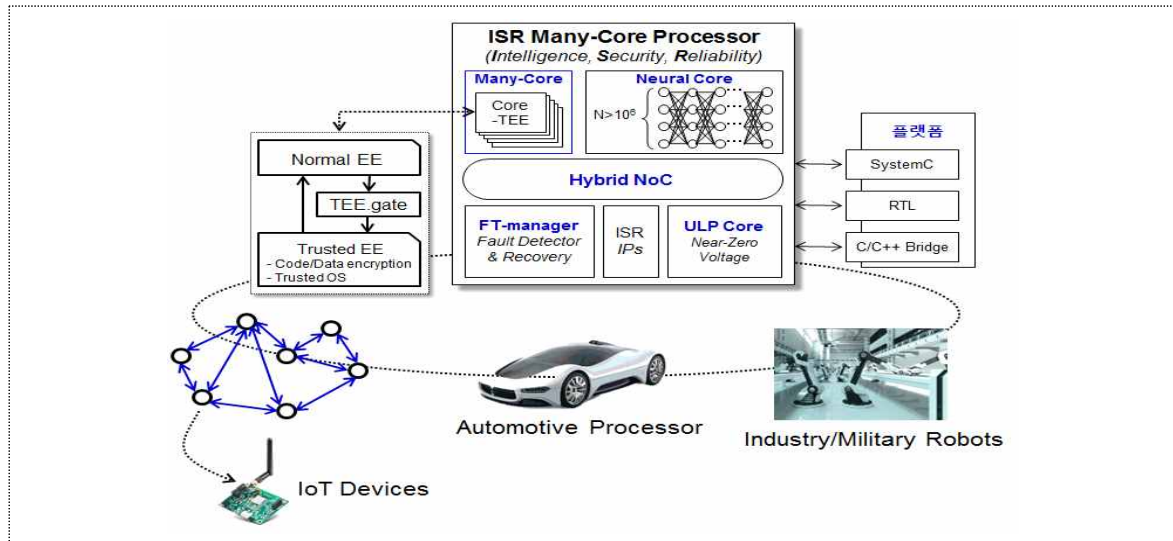 ISR Many-Core Processor
(Intelligence, Security, Reliability)
Many-Core
Core
-TEE
Neural Core
N>10⁶
Hybrid NoC
FT-manager
Fault Detector
& Recovery
ISR
IPs
ULP Core
Near-Zero
Voltage
Normal EE
TEE.gate
Trusted EE
- Code/Data encryption
- Trusted OS
플랫폼
SystemC
RTL
C/C++ Bridge
Automotive Processor
Industry/Military Robots
IoT Devices